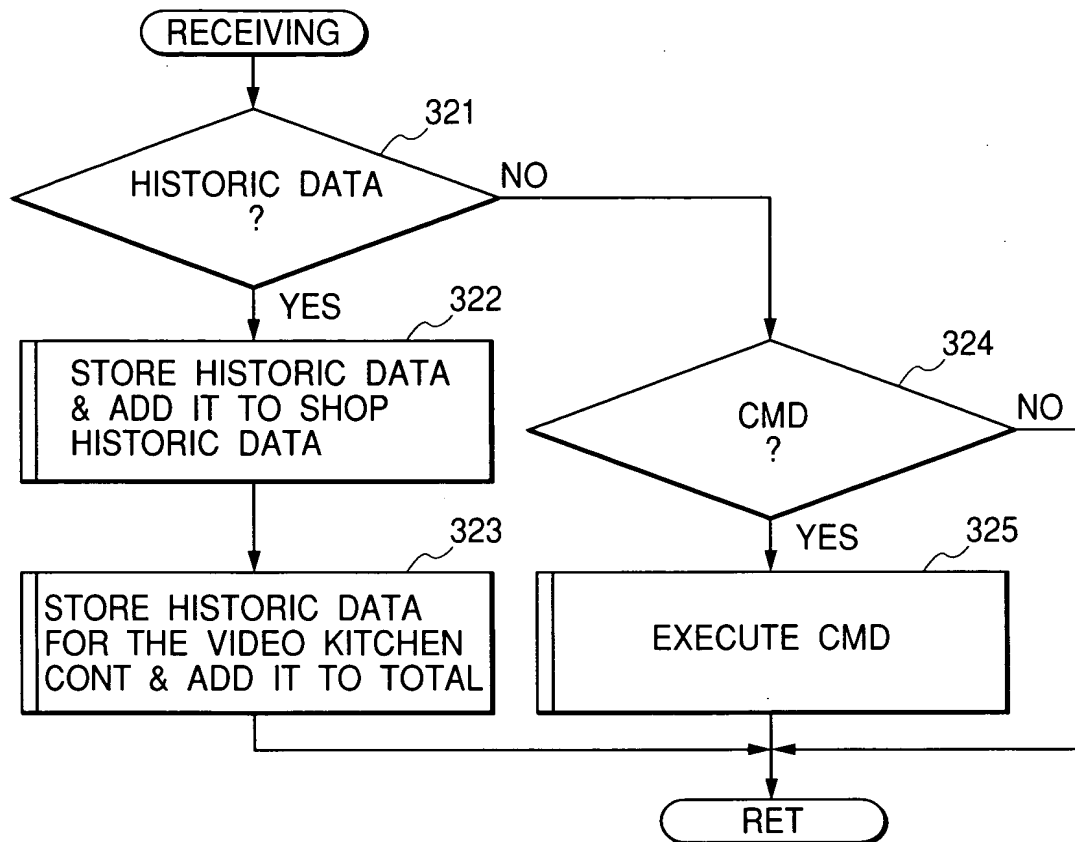 RECEIVING
321
HISTORIC DATA
?
NO
YES
322
STORE HISTORIC DATA
& ADD IT TO SHOP
HISTORIC DATA
323
STORE HISTORIC DATA
FOR THE VIDEO KITCHEN
CONT & ADD IT TO TOTAL
324
CMD
?
NO
YES
325
EXECUTE CMD
RET